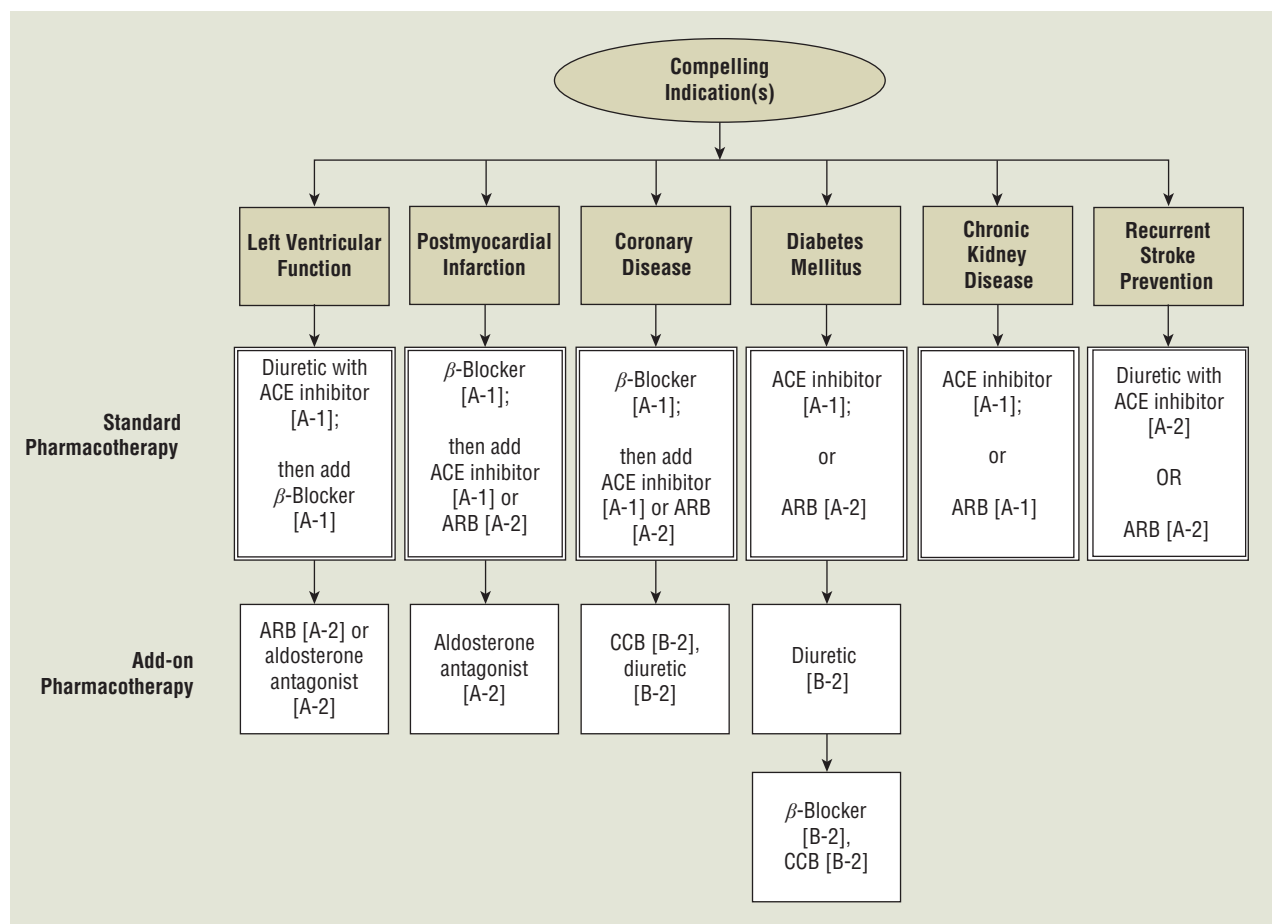 Compelling
Indication(s)
Left Ventricular
Function
Postmyocardial
Infarction
Coronary
Disease
Diabetes
Mellitus
Chronic
Kidney
Disease
Recurrent
Stroke
Prevention
Standard
Pharmacotherapy
Diuretic with
ACE inhibitor
[A-1];
then add
β-Blocker
[A-1]
β-Blocker
[A-1];
then add
ACE inhibitor
[A-1] or
ARB [A-2]
β-Blocker
[A-1];
then add
ACE inhibitor
[A-1] or ARB
[A-2]
ACE inhibitor
[A-1];
or
ARB [A-2]
ACE inhibitor
[A-1];
or
ARB [A-1]
Diuretic with
ACE inhibitor
[A-2]
OR
ARB [A-2]
Add-on
Pharmacotherapy
ARB [A-2] or
aldosterone
antagonist
[A-2]
Aldosterone
antagonist
[A-2]
CCB [B-2],
diuretic
[B-2]
Diuretic
[B-2]
β-Blocker
[B-2],
CCB [B-2]